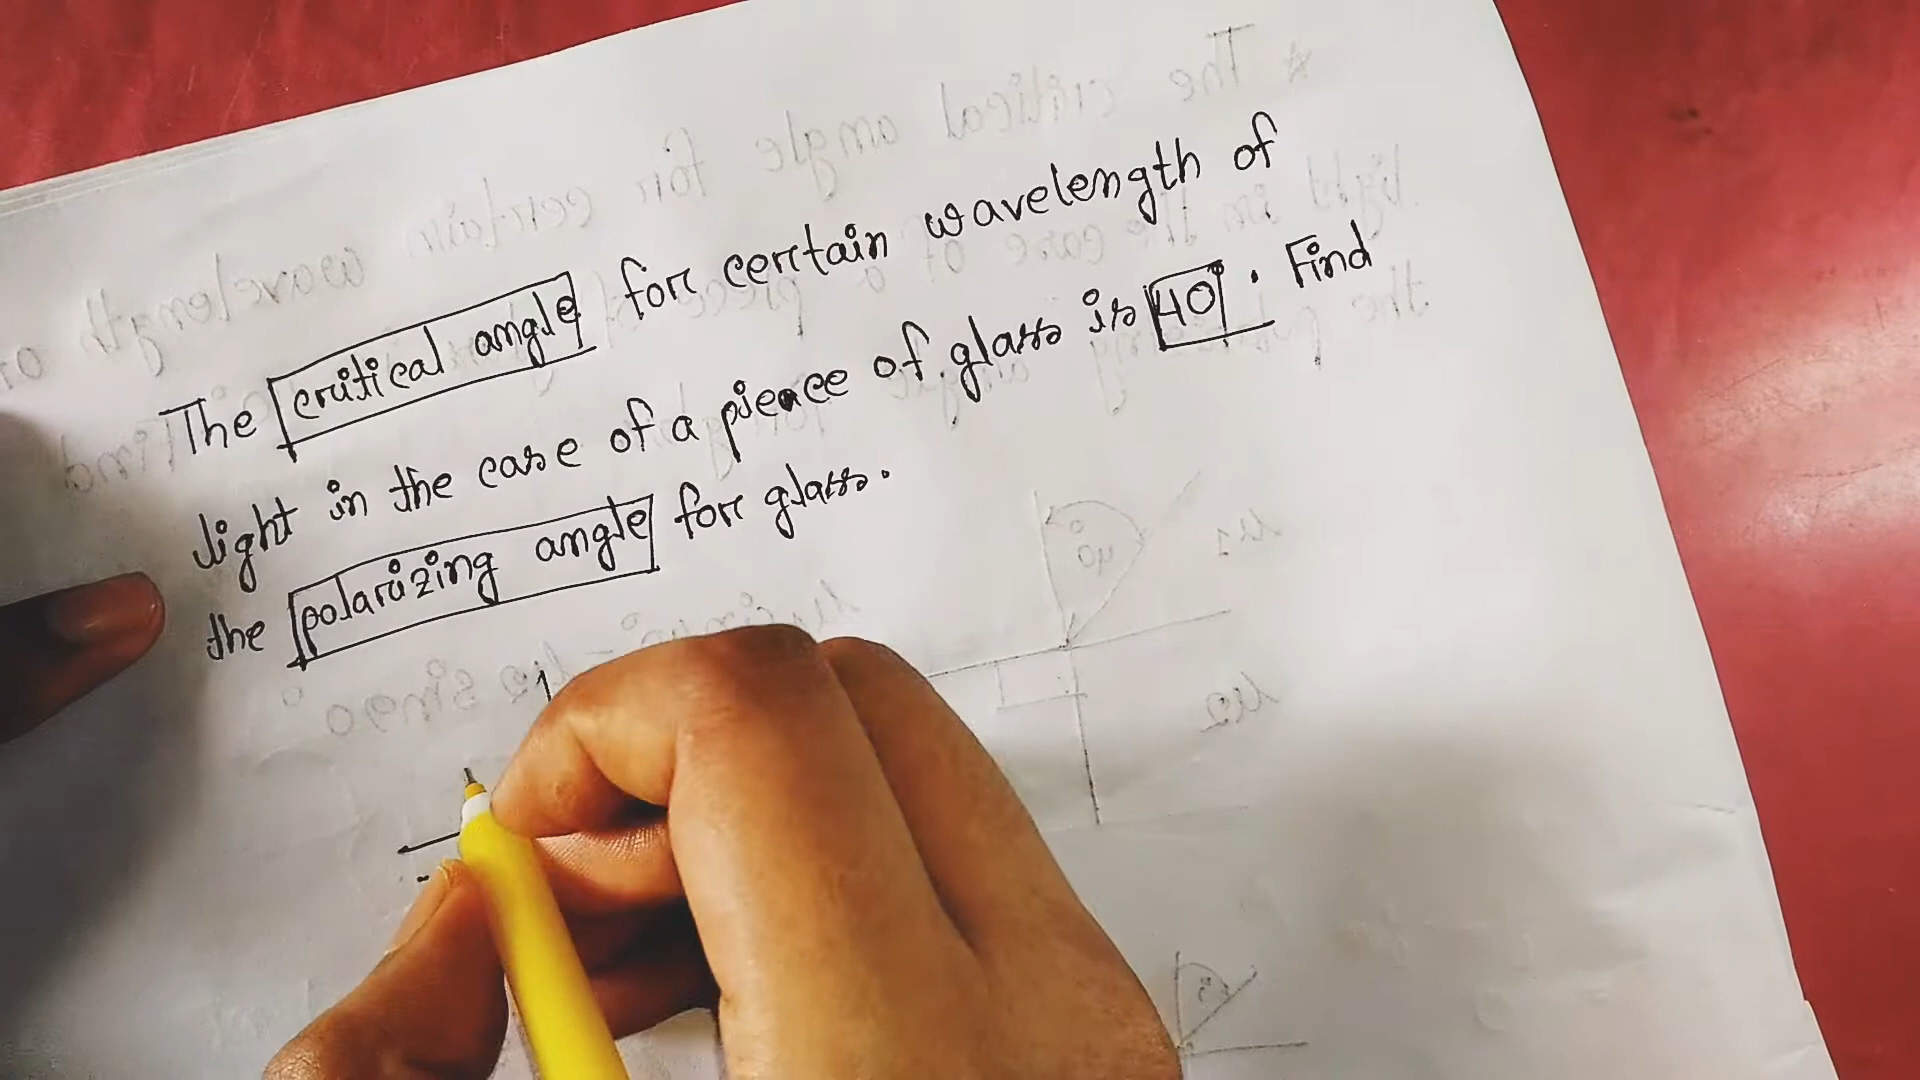 The critical angle for certain wavelength of
light in the case of a pieace of glass is 40°. Find
the polarizing angle for glass.